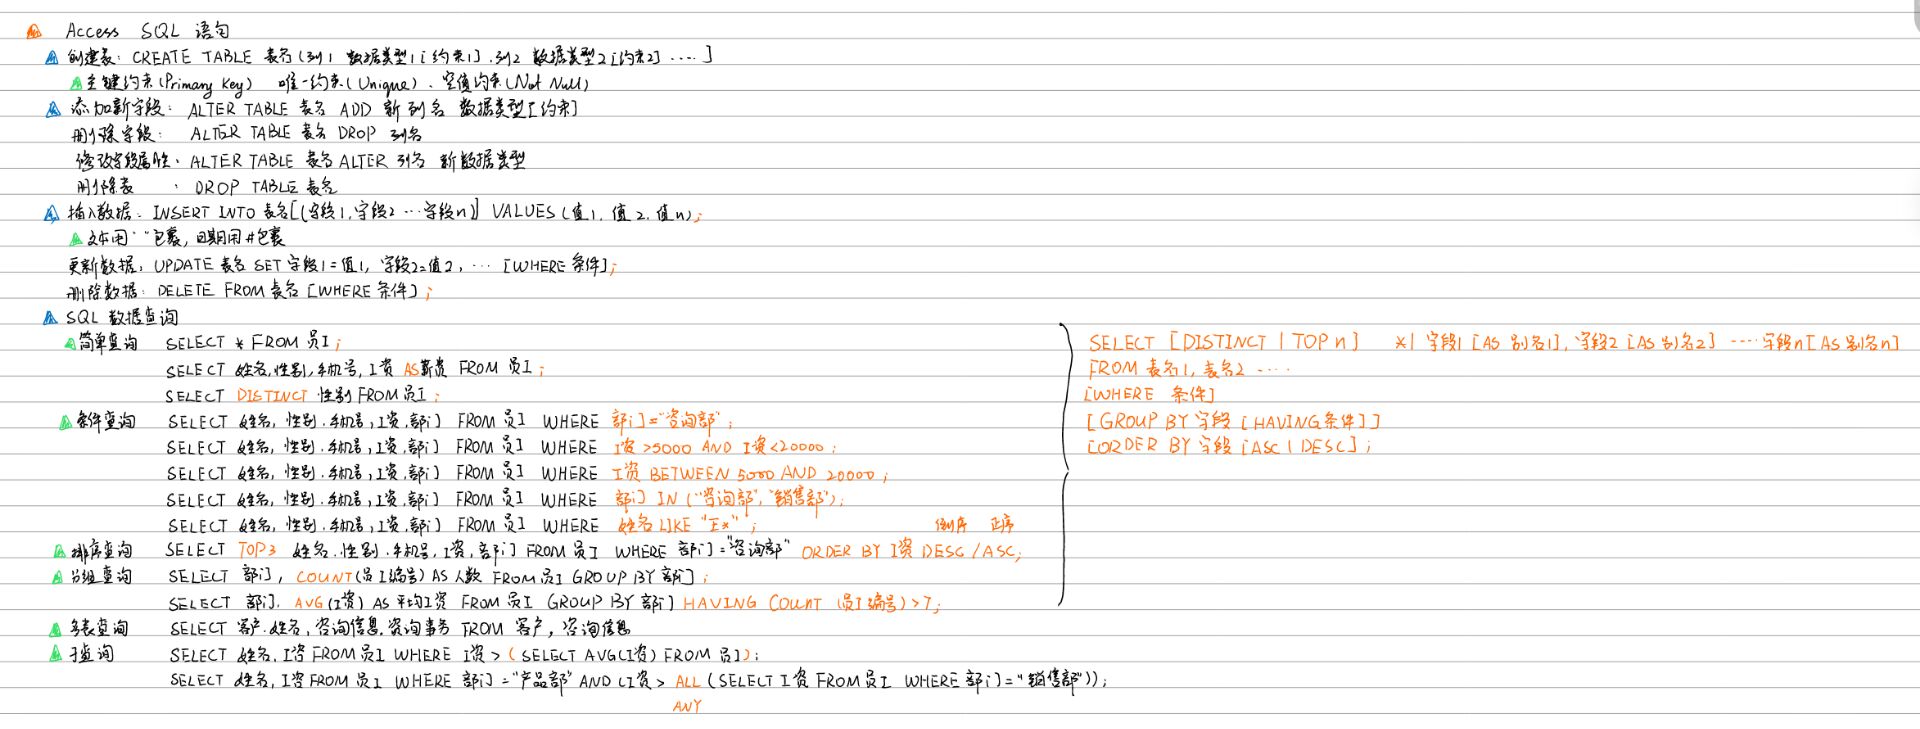 Access SQL 语句
创建表: CREATE TABLE 表名(列1 数据类型1[约束1],列2 数据类型2[约束2]....]
主键约束(Primary Key) 唯一约束(Unique)、空值约束(Not Null)
添加新字段: ALTER TABLE 表名 ADD 新列名 数据类型[约束]
删除字段: ALTER TABLE 表名 DROP 列名
修改字段属性: ALTER TABLE 表名 ALTER 列名 新数据类型
删除表 : DROP TABLE 表名
插入数据: INSERT INTO 表名[(字段1,字段2…字段n)] VALUES(值1,值2,值n);
文本用""包裹,日期用#包裹
更新数据: UPDATE 表名 SET 字段1=值1, 字段2=值2, … [WHERE 条件];
删除数据: DELETE FROM 表名 [WHERE 条件];
SQL 数据查询
简单查询 SELECT * FROM 员工;
SELECT 姓名,性别,手机号,工资 AS薪资 FROM 员工;
SELECT DISTINCT 性别 FROM 员工;
条件查询 SELECT 姓名,性别,手机号,工资,部门 FROM 员工 WHERE 部门="咨询部";
SELECT 姓名,性别,手机号,工资,部门 FROM 员工 WHERE 工资>5000 AND 工资<20000;
SELECT 姓名,性别,手机号,工资,部门 FROM 员工 WHERE 工资 BETWEEN 5000 AND 20000;
SELECT 姓名,性别,手机号,工资,部门 FROM 员工 WHERE 部门 IN ("咨询部","销售部");
SELECT 姓名,性别,手机号,工资,部门 FROM 员工 WHERE 姓名 LIKE "王*";
倒序 正序
排序查询 SELECT TOP3 姓名,性别,手机号,工资,部门 FROM 员工 WHERE 部门="咨询部" ORDER BY 工资 DESC/ASC;
分组查询 SELECT 部门, COUNT(员工编号) AS 人数 FROM 员工 GROUP BY 部门;
SELECT 部门, AVG(工资) AS 平均工资 FROM 员工 GROUP BY 部门 HAVING COUNT (员工编号)>7;
多表查询 SELECT 客户.姓名,咨询信息.资询事务 FROM 客户,咨询信息
子查询 SELECT 姓名,工资 FROM 员工 WHERE 工资>(SELECT AVG(工资) FROM 员工);
SELECT 姓名,工资 FROM 员工 WHERE 部门="产品部" AND (工资> ALL (SELECT 工资 FROM 员工 WHERE 部门="销售部"));
ANY
SELECT [DISTINCT | TOP n] *| 字段1 [AS 别名1],字段2 [AS 别名2] ....字段n[AS 别名n]
FROM 表名1,表名2 ....
[WHERE 条件]
[GROUP BY 字段 [HAVING条件]]
[ORDER BY 字段 [ASC | DESC];